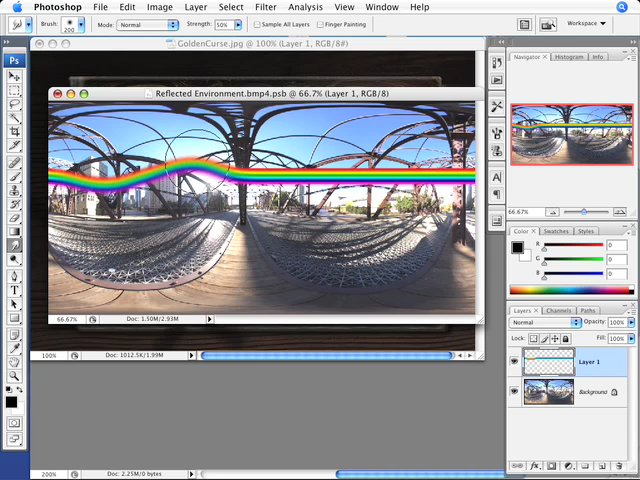 Photoshop File Edit Image Layer Select Filter Analysis View Window Help
Brush: 200 Mode: Normal Strength: 50% Sample All Layers Finger Painting Workspace
GoldenCurse.jpg @ 100% (Layer 1, RGB/8#)
Ps
Reflected Environment.bmp4.psb @ 66.7% (Layer 1, RGB/8)
Navigator × Histogram Info
66.67%
Color × Swatches Styles
R 0
G 0
B 0
66.67% Doc: 1.50M/2.93M
100% Doc: 1012.5K/1.99M
200% Doc: 2.25M/0 bytes
Layers × Channels Paths
Normal Opacity: 100%
Lock: Fill: 100%
Layer 1
Background